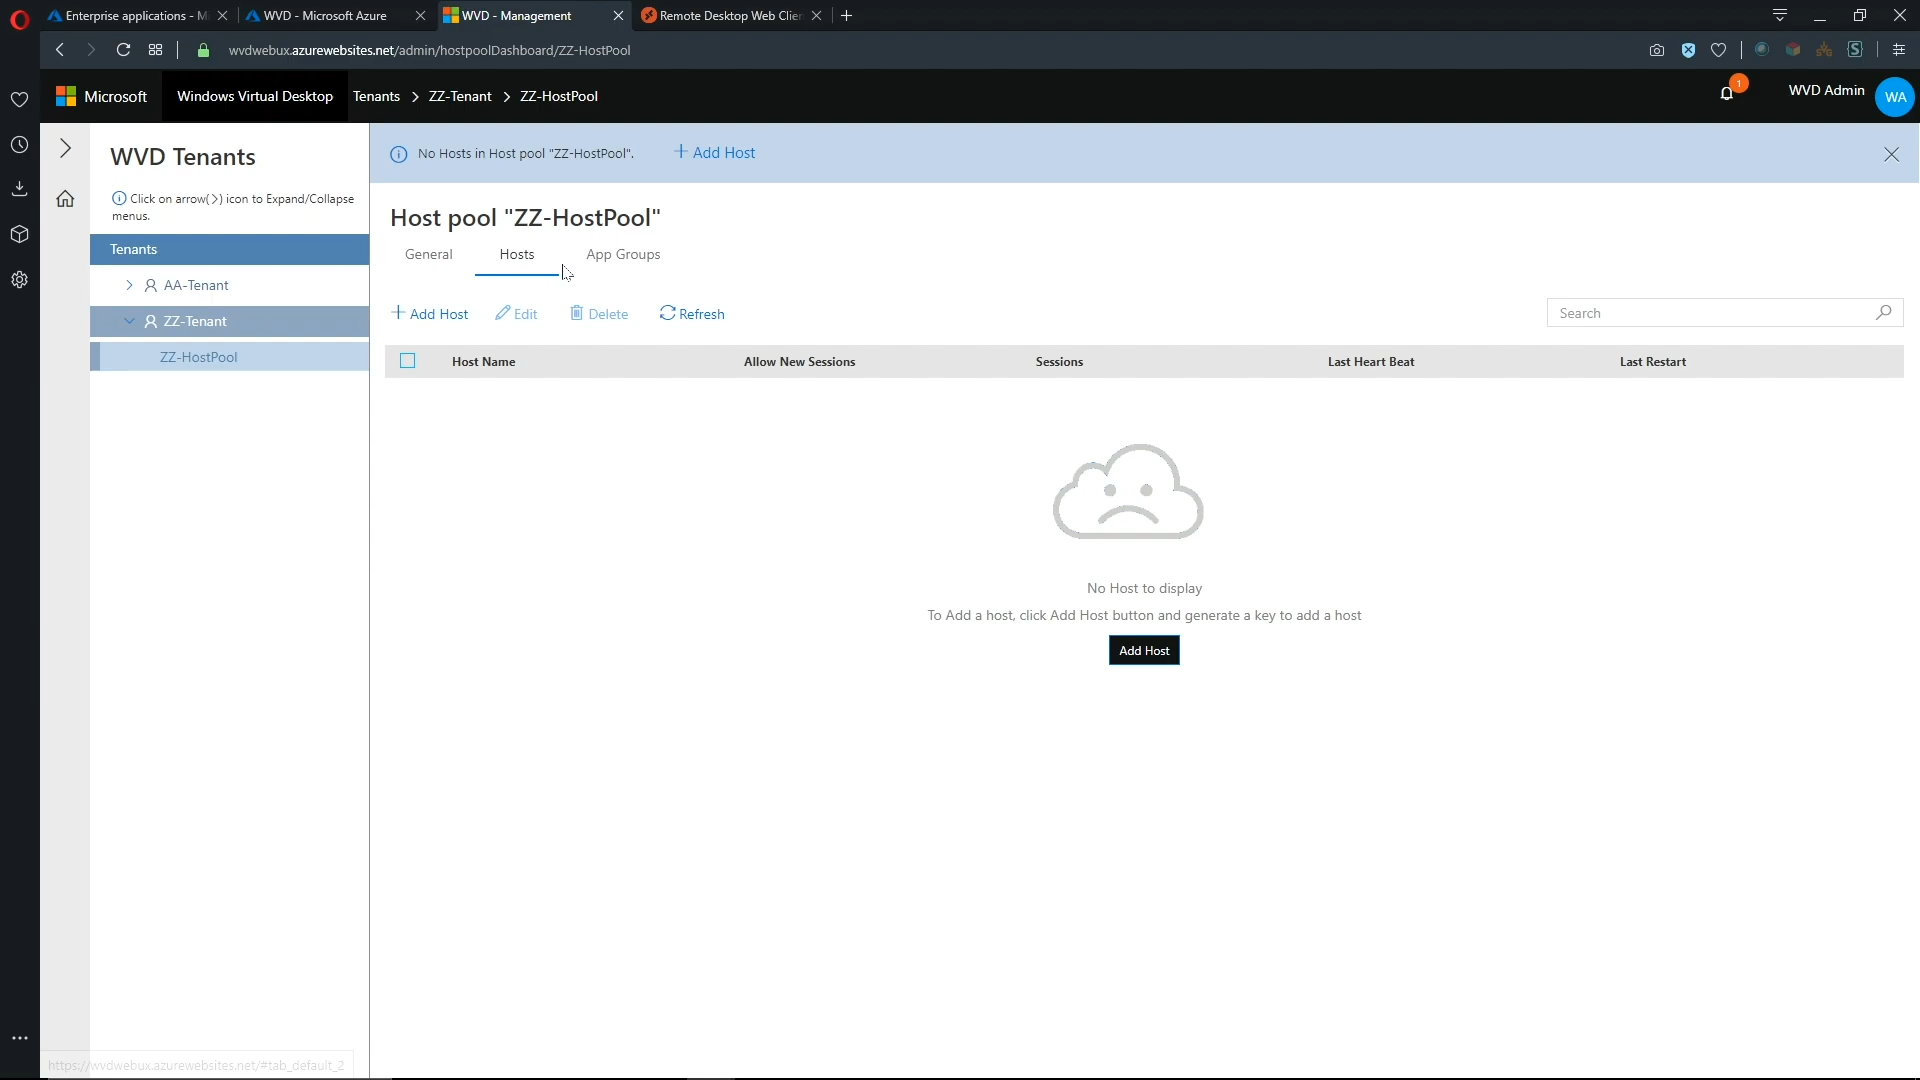 Enterprise applications - M
WVD - Microsoft Azure
WVD - Management
Remote Desktop Web Clien
wvdwebux.azurewebsites.net/admin/hostpoolDashboard/ZZ-HostPool
Microsoft
Windows Virtual Desktop
Tenants > ZZ-Tenant > ZZ-HostPool
1
WVD Admin
WA
WVD Tenants
Click on arrow(>) icon to Expand/Collapse
menus.
Tenants
AA-Tenant
ZZ-Tenant
ZZ-HostPool
No Hosts in Host pool "ZZ-HostPool".
+ Add Host
Host pool "ZZ-HostPool"
General
Hosts
App Groups
+ Add Host
Edit
Delete
Refresh
Search
Host Name
Allow New Sessions
Sessions
Last Heart Beat
Last Restart
No Host to display
To Add a host, click Add Host button and generate a key to add a host
Add Host
https://wvdwebux.azurewebsites.net/#tab_default_2